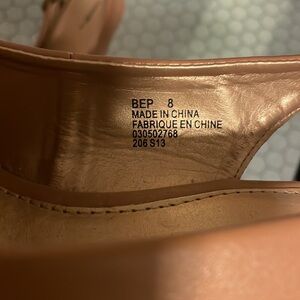 BEP 8
MADE IN CHINA
FABRIQUE EN CHINE
030502768
206 S13